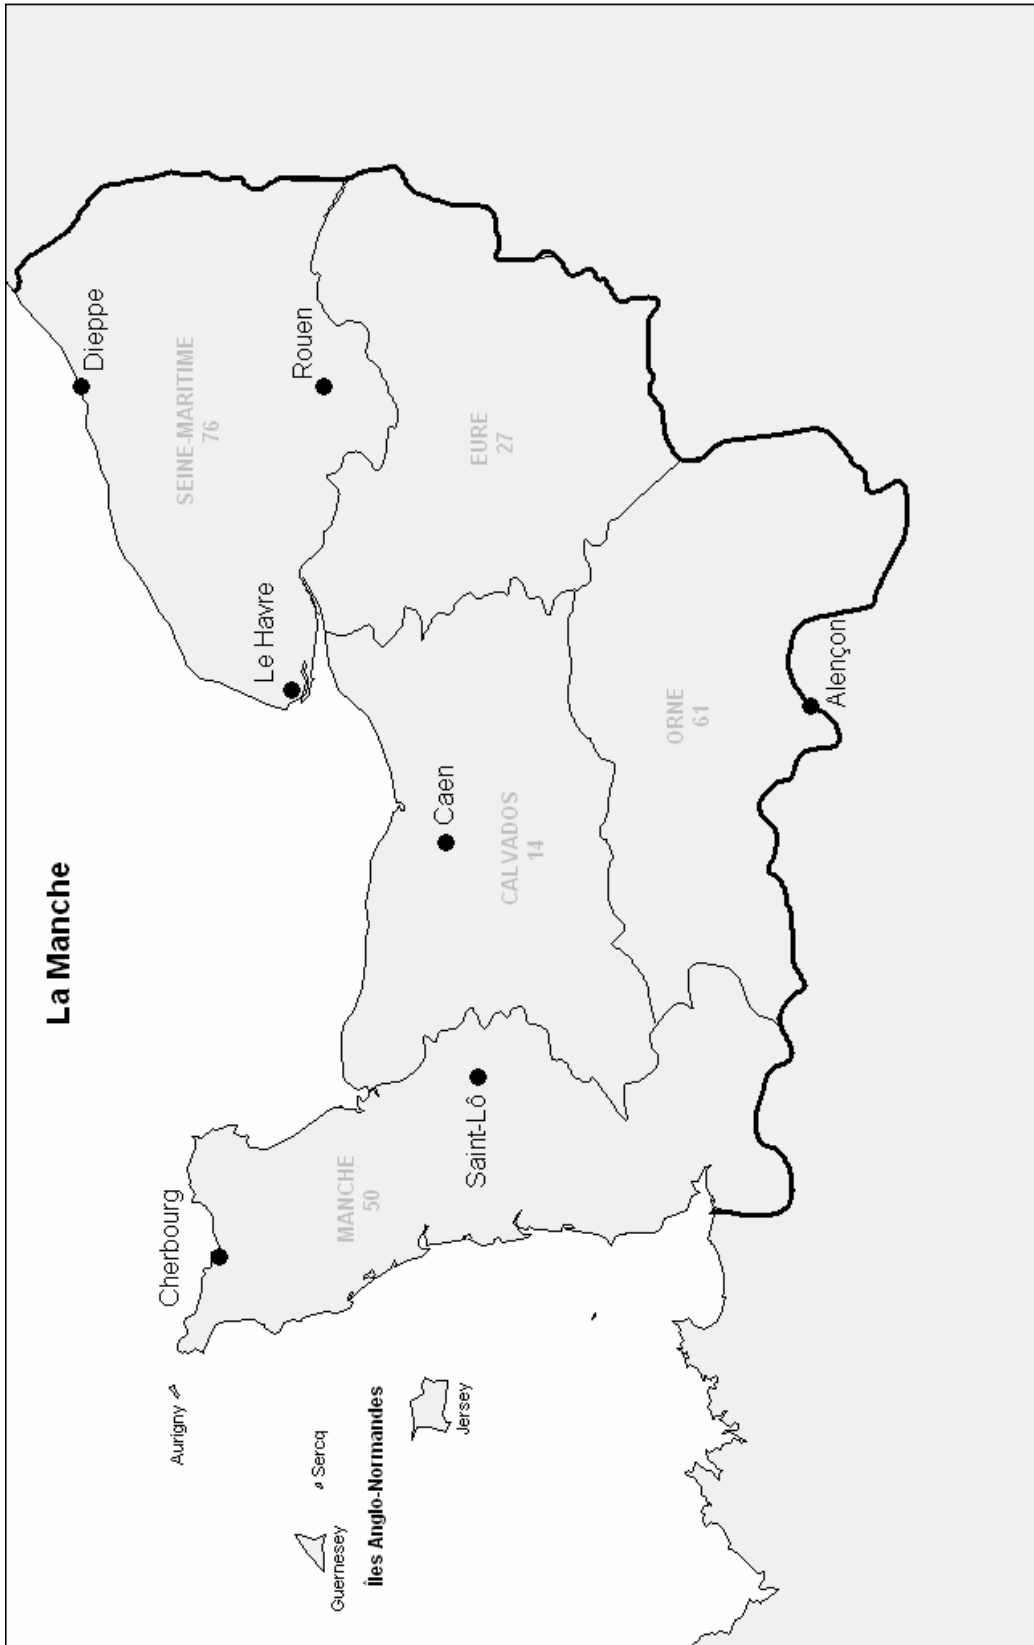 La Manche
Dieppe
SEINE-MARITIME
76
Rouen
Le Havre
EURE
27
Caen
CALVADOS
14
ORNE
61
Alençon
Cherbourg
MANCHE
50
Saint-Lô
Aurigny
Sercq
Guernesey
Îles Anglo-Normandes
Jersey